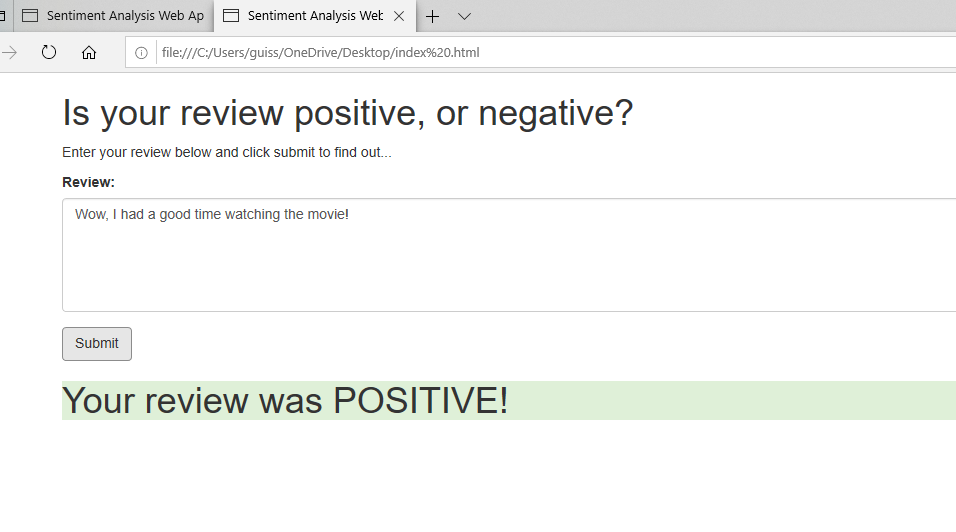 Sentiment Analysis Web Ap
Sentiment Analysis Web
file:///C:/Users/guiss/OneDrive/Desktop/index%20.html
Is your review positive, or negative?
Enter your review below and click submit to find out...
Review:
Wow, I had a good time watching the movie!
Submit
Your review was POSITIVE!